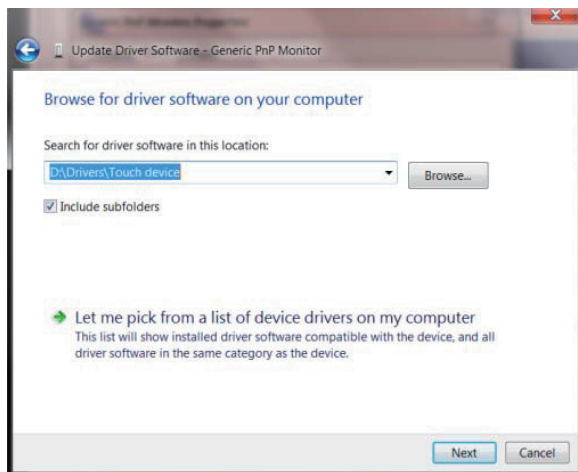 Update Driver Software - Generic PnP Monitor
Browse for driver software on your computer
Search for driver software in this location:
D:\Drivers\Touch device
Browse...
Include subfolders
Let me pick from a list of device drivers on my computer
This list will show installed driver software compatible with the device, and all
driver software in the same category as the device.
Next
Cancel